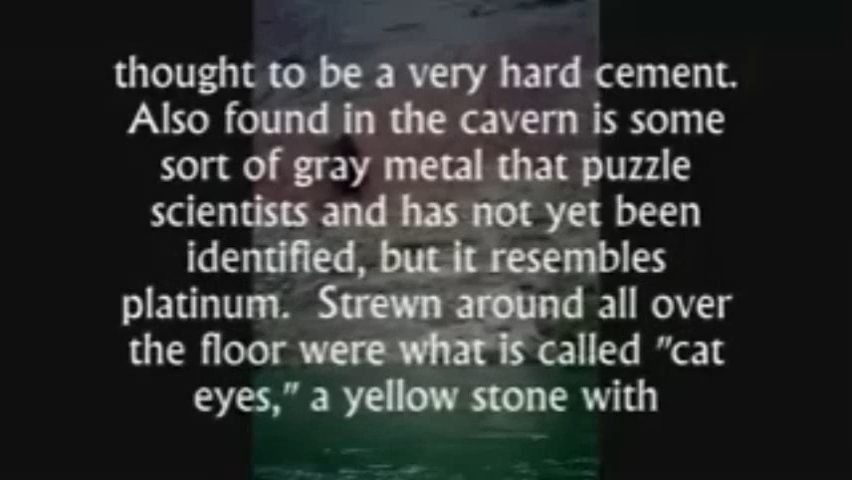 thought to be a very hard cement.
Also found in the cavern is some
sort of gray metal that puzzle
scientists and has not yet been
identified, but it resembles
platinum.  Strewn around all over
the floor were what is called "cat
eyes," a yellow stone with